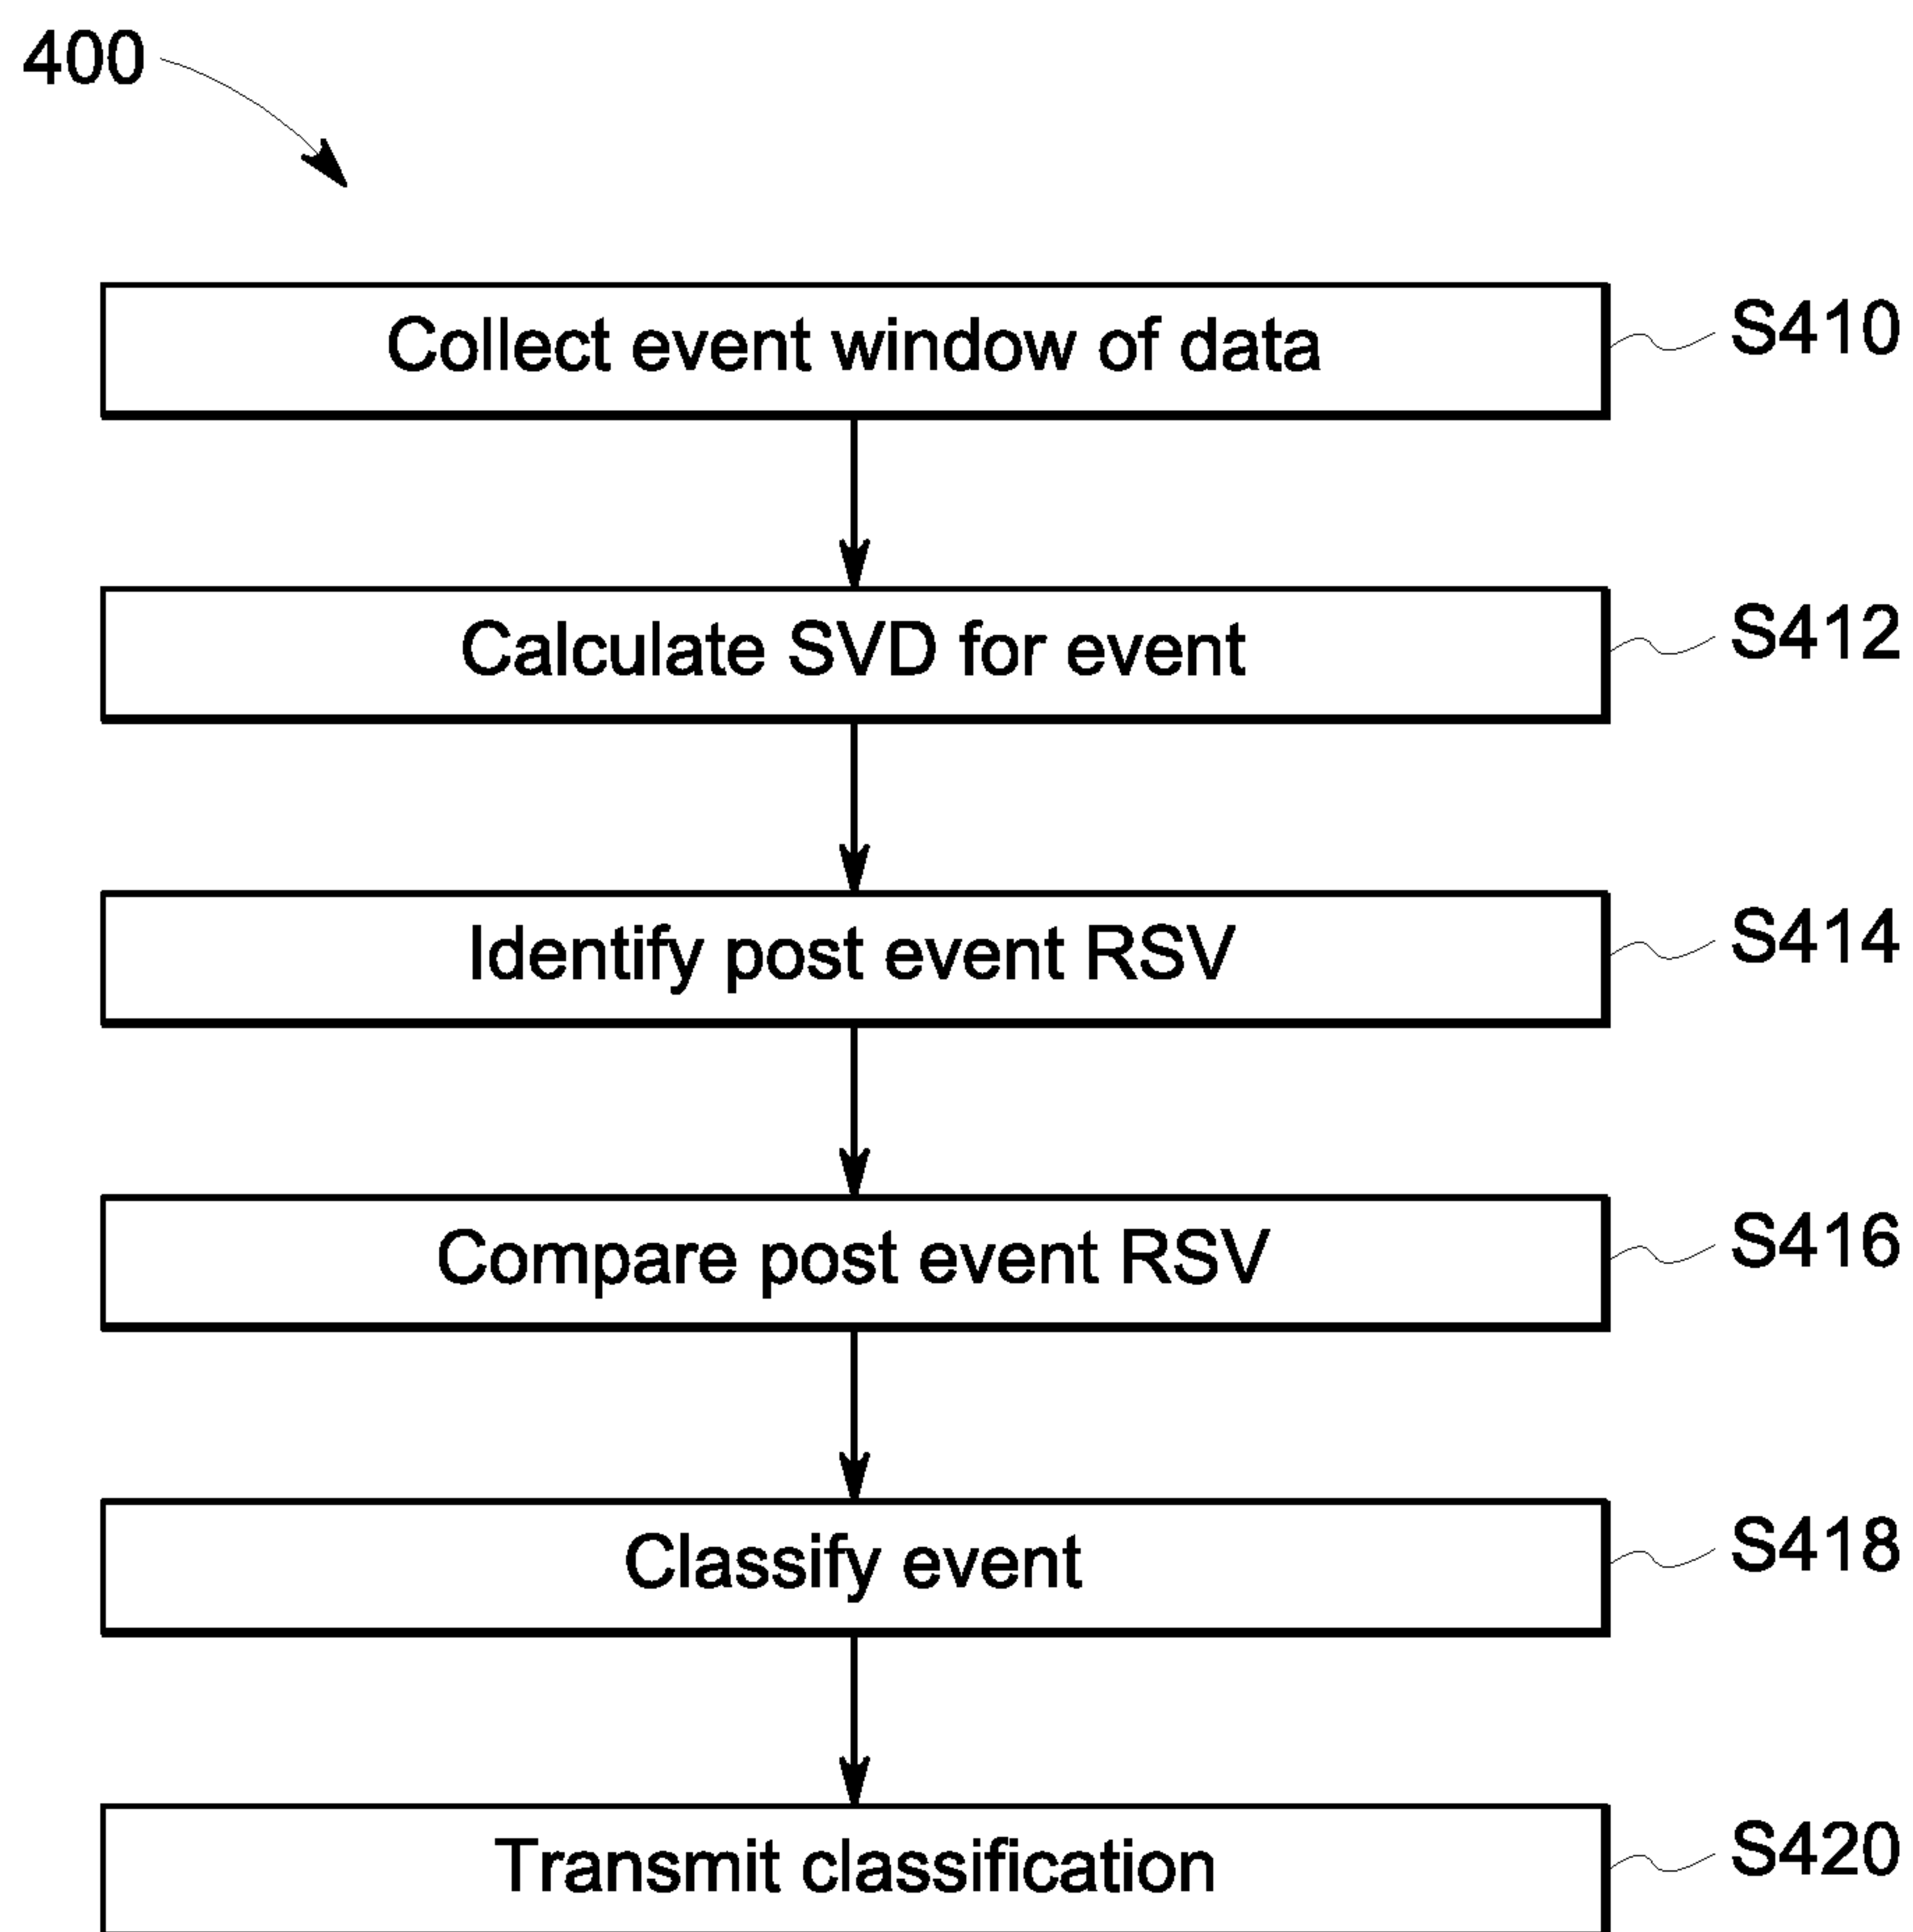 400
Collect event window of data
S410
Calculate SVD for event
S412
Identify post event RSV
S414
Compare post event RSV
S416
Classify event
S418
Transmit classification
S420